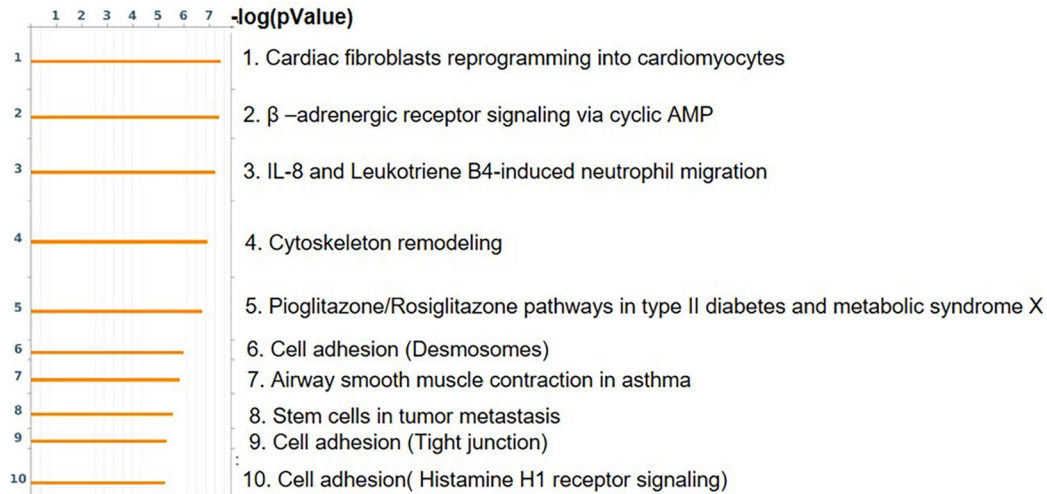 1 2 3 4 5 6 7 -log(pValue)
1 1. Cardiac fibroblasts reprogramming into cardiomyocytes
2 2. β –adrenergic receptor signaling via cyclic AMP
3 3. IL-8 and Leukotriene B4-induced neutrophil migration
4 4. Cytoskeleton remodeling
5 5. Pioglitazone/Rosiglitazone pathways in type II diabetes and metabolic syndrome X
6 6. Cell adhesion (Desmosomes)
7 7. Airway smooth muscle contraction in asthma
8 8. Stem cells in tumor metastasis
9 9. Cell adhesion (Tight junction)
10 10. Cell adhesion( Histamine H1 receptor signaling)